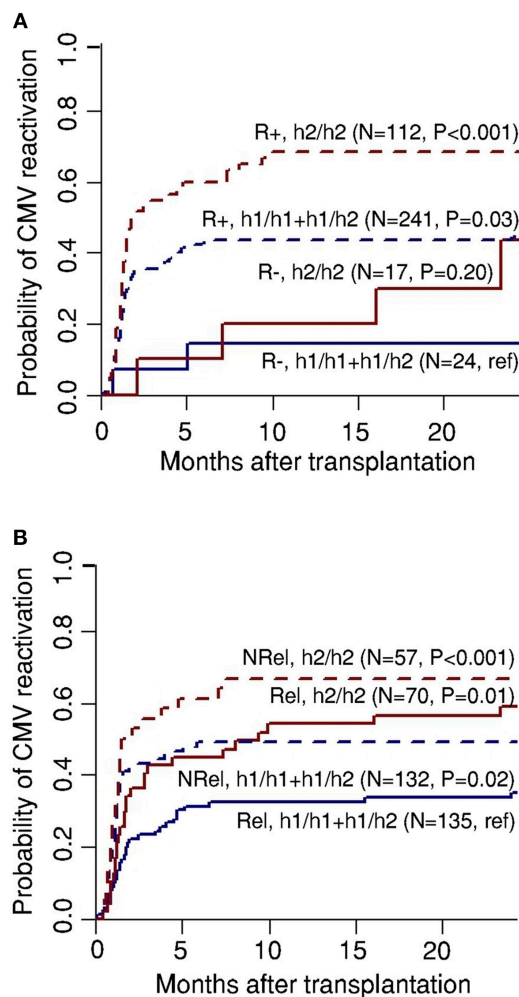 A
Probability of CMV reactivation
1.0
0.8
0.6
0.4
0.2
0.0
R+, h2/h2 (N=112, P<0.001)
R+, h1/h1+h1/h2 (N=241, P=0.03)
R-, h2/h2 (N=17, P=0.20)
R-, h1/h1+h1/h2 (N=24, ref)
0 5 10 15 20
Months after transplantation
B
Probability of CMV reactivation
1.0
0.8
0.6
0.4
0.2
0.0
NRel, h2/h2 (N=57, P<0.001)
Rel, h2/h2 (N=70, P=0.01)
NRel, h1/h1+h1/h2 (N=132, P=0.02)
Rel, h1/h1+h1/h2 (N=135, ref)
0 5 10 15 20
Months after transplantation